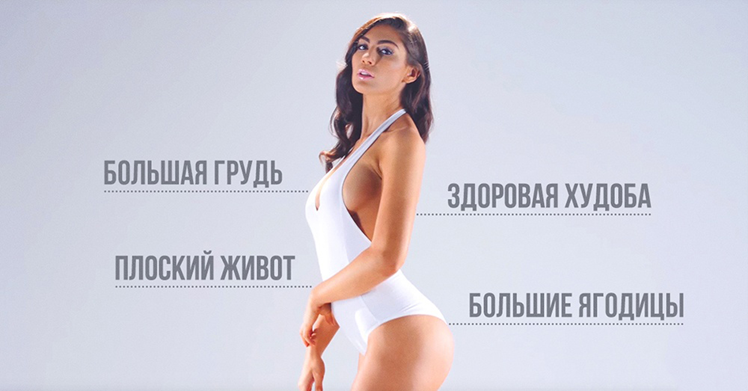 БОЛЬШАЯ ГРУДЬ
ЗДОРОВАЯ ХУДОБА
ПЛОСКИЙ ЖИВОТ
БОЛЬШИЕ ЯГОДИЦЫ